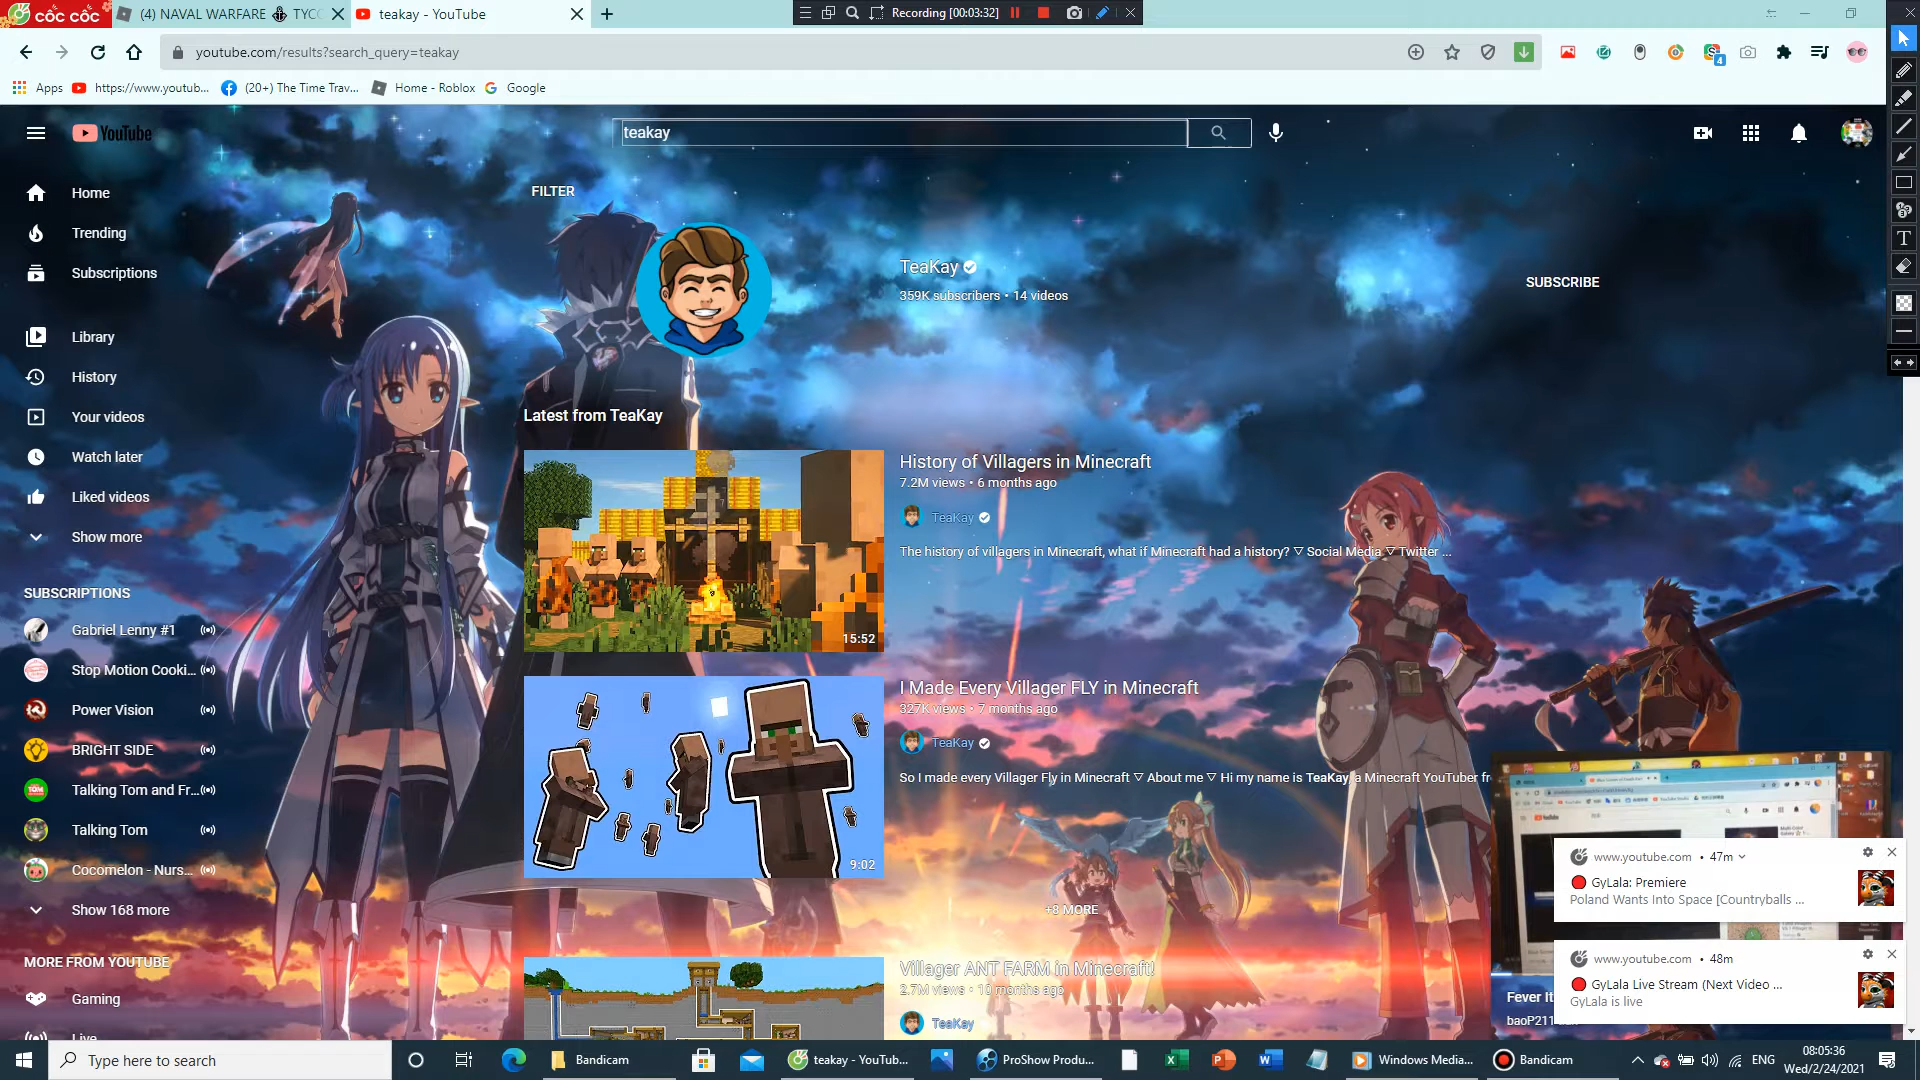 cốc cốc
(4) NAVAL WARFARE ⚓ TYCO
teakay - YouTube
Recording [00:03:32]
youtube.com/results?search_query=teakay
4
Apps
https://www.youtub...
(20+) The Time Trav...
Home - Roblox
Google
YouTube
teakay
Home
Trending
Subscriptions
Library
History
Your videos
Watch later
Liked videos
Show more
SUBSCRIPTIONS
Gabriel Lenny #1
Stop Motion Cooki...
Power Vision
BRIGHT SIDE
Talking Tom and Fr...
Talking Tom
Cocomelon - Nurs...
Show 168 more
MORE FROM YOUTUBE
Gaming
Live
FILTER
TeaKay
359K subscribers • 14 videos
SUBSCRIBE
Latest from TeaKay
15:52
History of Villagers in Minecraft
7.2M views • 6 months ago
TeaKay
The history of villagers in Minecraft, what if Minecraft had a history? ▽ Social Media ▽ Twitter ...
9:02
I Made Every Villager FLY in Minecraft
327K views • 7 months ago
TeaKay
So I made every Villager Fly in Minecraft ▽ About me ▽ Hi my name is TeaKay, a Minecraft YouTuber fr
+8 MORE
Villager ANT FARM in Minecraft!
2.7M views • 10 months ago
TeaKay
www.youtube.com • 47m
GyLala: Premiere
Poland Wants Into Space [Countryballs ...
www.youtube.com • 48m
GyLala Live Stream (Next Video ...
GyLala is live
Fever It
baoP211
Type here to search
Bandicam
teakay - YouTub...
ProShow Produ...
Windows Media...
Bandicam
ENG
08:05:36
Wed/2/24/2021